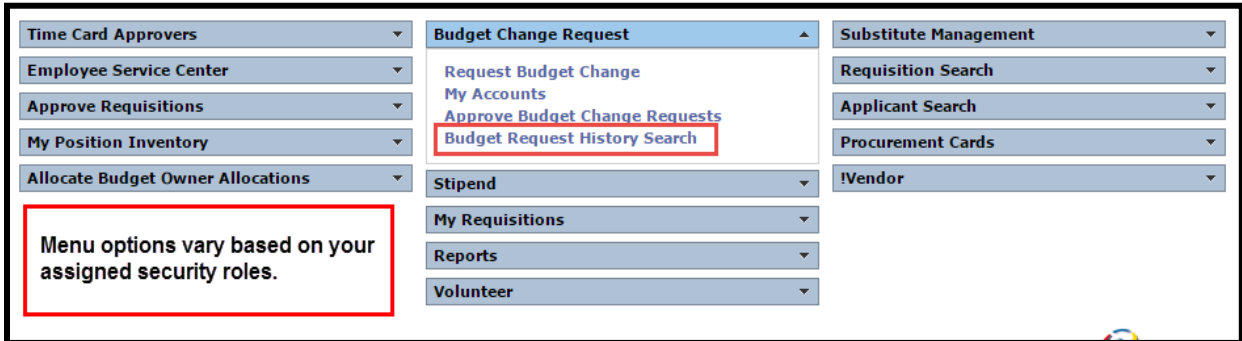 Time Card Approvers
Employee Service Center
Approve Requisitions
My Position Inventory
Allocate Budget Owner Allocations
Menu options vary based on your
assigned security roles.
Budget Change Request
Request Budget Change
My Accounts
Approve Budget Change Requests
Budget Request History Search
Stipend
My Requisitions
Reports
Volunteer
Substitute Management
Requisition Search
Applicant Search
Procurement Cards
!Vendor